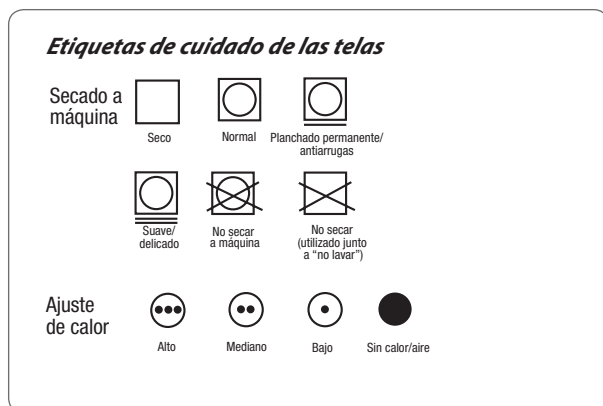 Etiquetas de cuidado de las telas
Secado a
máquina
Seco
Normal
Planchado permanente/
antiarrugas
Suave/
delicado
No secar
a máquina
No secar
(utilizado junto
a “no lavar”)
Ajuste
de calor
Alto
Mediano
Bajo
Sin calor/aire